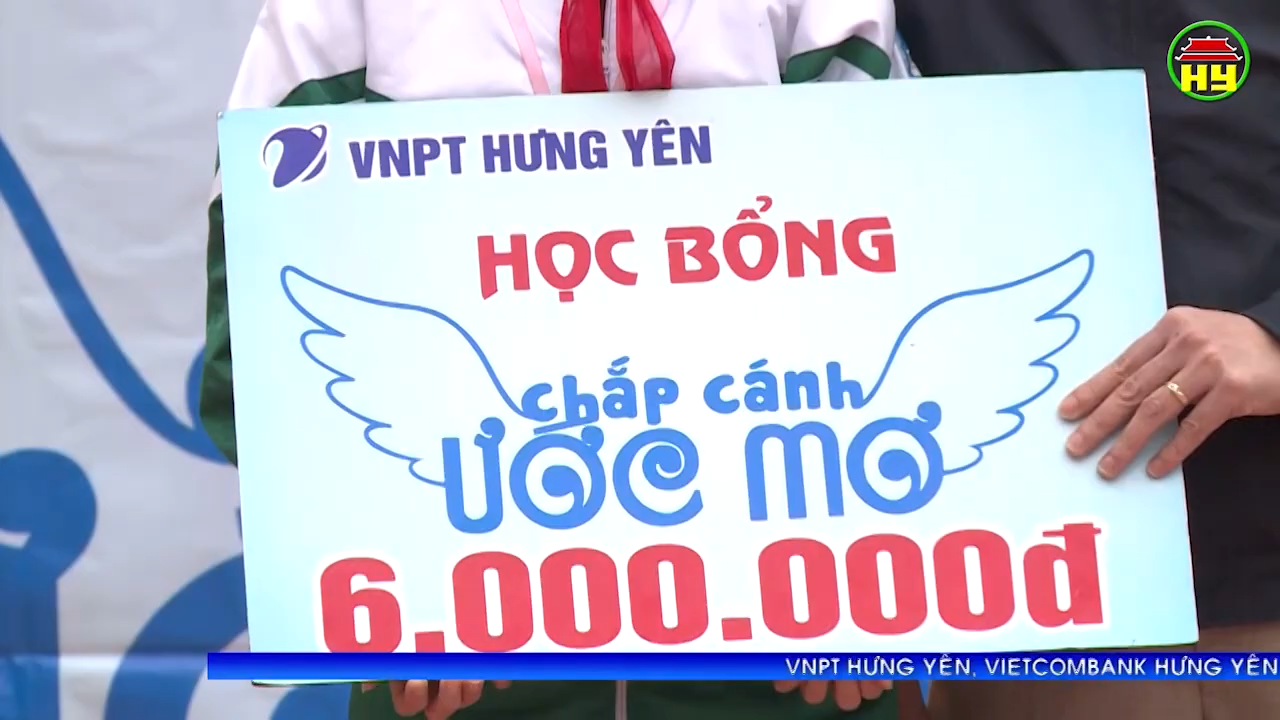 HY
VNPT HƯNG YÊN
HỌC BỔNG
chắp cánh
ƯỚC MƠ
6.000.000đ
VNPT HƯNG YÊN, VIETCOMBANK HƯNG YÊN